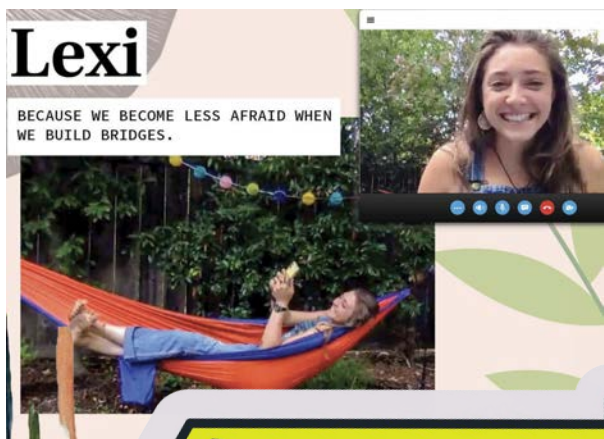 Lexi
BECAUSE WE BECOME LESS AFRAID WHEN
WE BUILD BRIDGES.